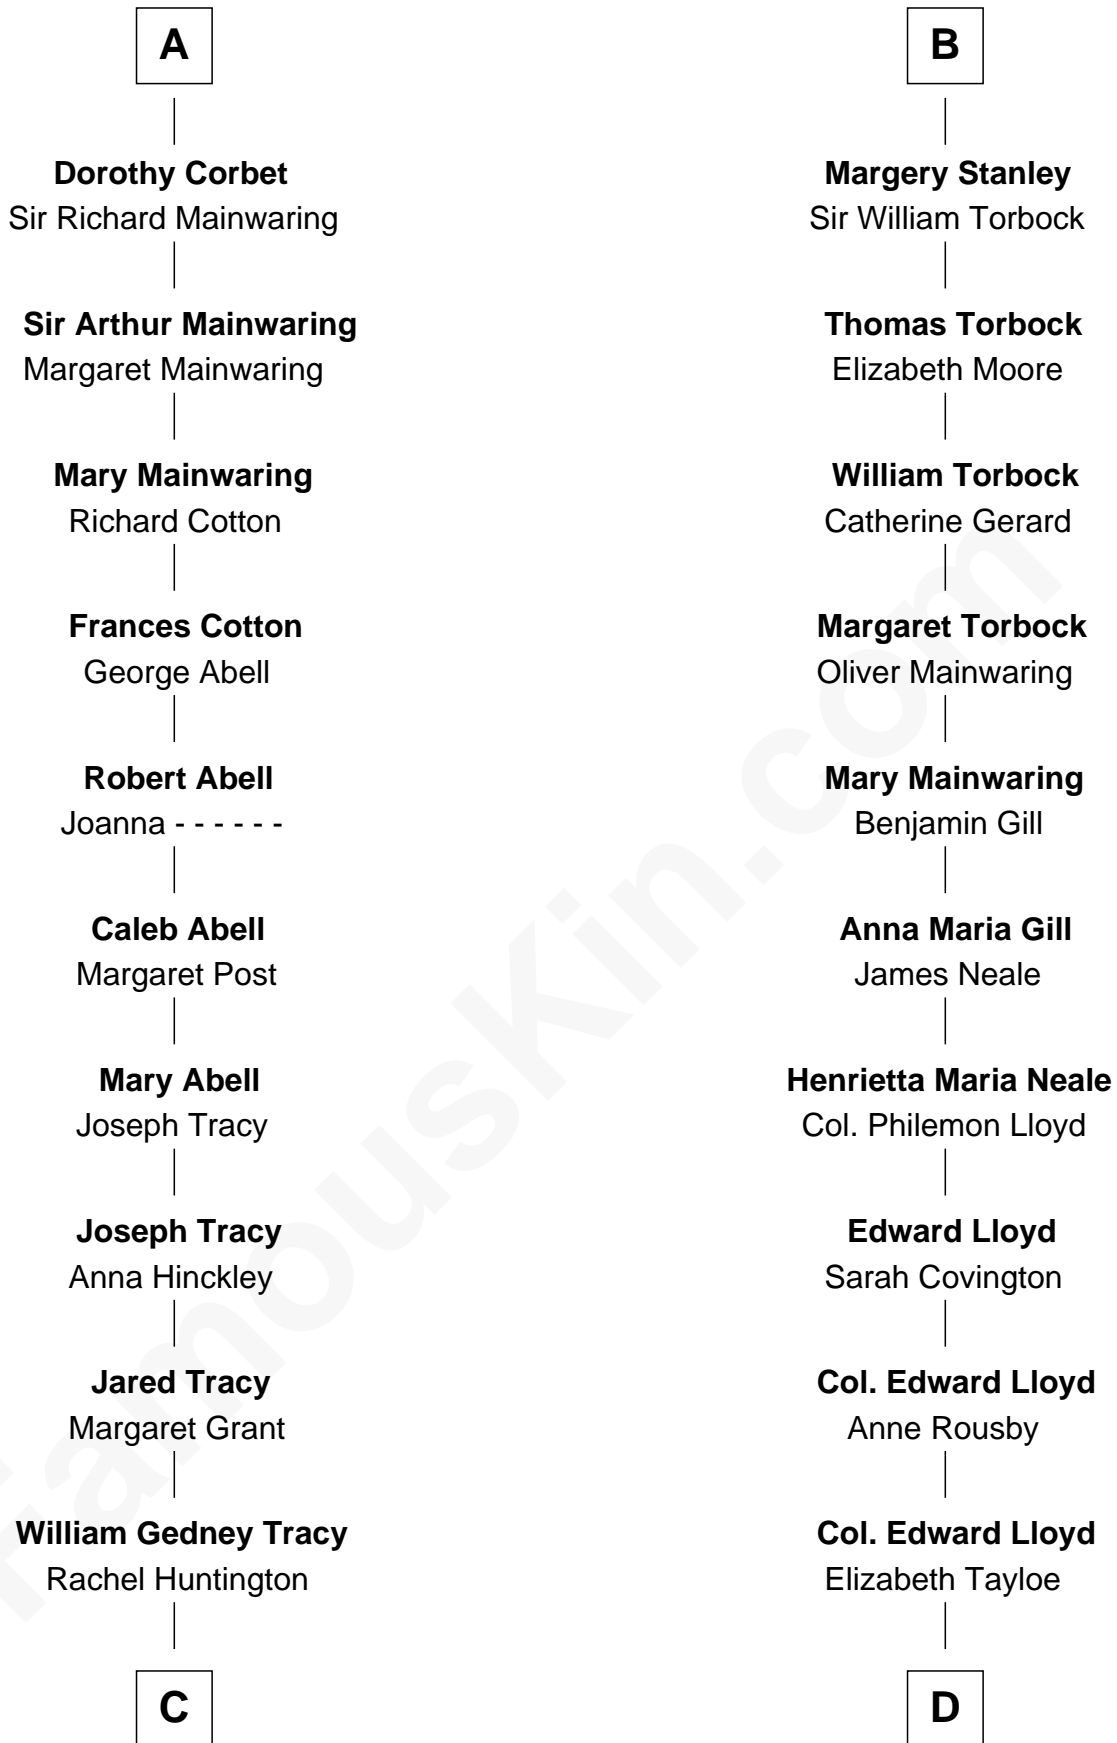 A
Dorothy Corbet
Sir Richard Mainwaring
Sir Arthur Mainwaring
Margaret Mainwaring
Mary Mainwaring
Richard Cotton
Frances Cotton
George Abell
Robert Abell
Joanna - - - - - -
Caleb Abell
Margaret Post
Mary Abell
Joseph Tracy
Joseph Tracy
Anna Hinckley
Jared Tracy
Margaret Grant
William Gedney Tracy
Rachel Huntington
C
B
Margery Stanley
Sir William Torbock
Thomas Torbock
Elizabeth Moore
William Torbock
Catherine Gerard
Margaret Torbock
Oliver Mainwaring
Mary Mainwaring
Benjamin Gill
Anna Maria Gill
James Neale
Henrietta Maria Neale
Col. Philemon Lloyd
Edward Lloyd
Sarah Covington
Col. Edward Lloyd
Anne Rousby
Col. Edward Lloyd
Elizabeth Tayloe
D
FamousKin.com